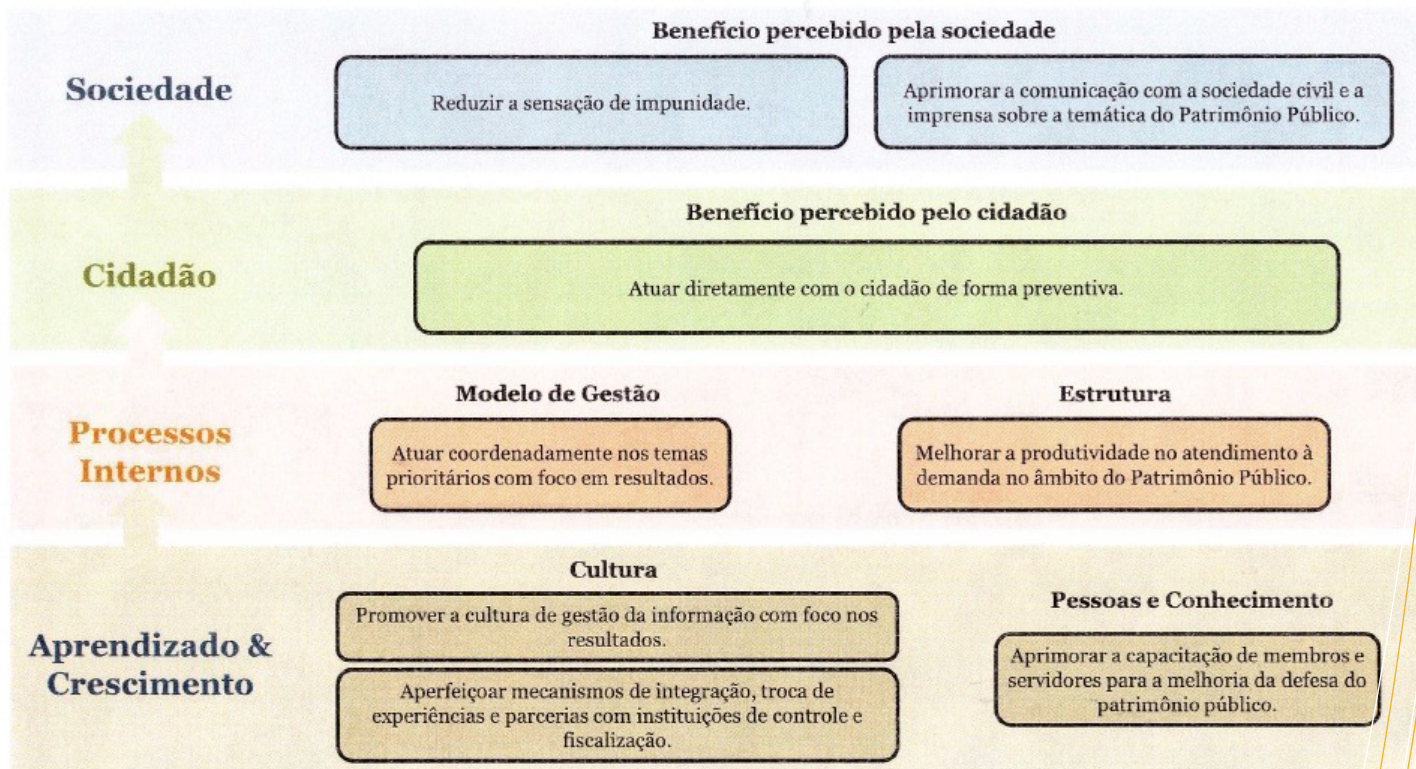 Benefício percebido pela sociedade
Sociedade
Reduzir a sensação de impunidade.
Aprimorar a comunicação com a sociedade civil e a
imprensa sobre a temática do Patrimônio Público.
Benefício percebido pelo cidadão
Cidadão
Atuar diretamente com o cidadão de forma preventiva.
Processos
Internos
Modelo de Gestão
Atuar coordenadamente nos temas
prioritários com foco em resultados.
Estrutura
Melhorar a produtividade no atendimento à
demanda no âmbito do Patrimônio Público.
Aprendizado &
Crescimento
Cultura
Promover a cultura de gestão da informação com foco nos
resultados.
Aperfeiçoar mecanismos de integração, troca de
experiências e parcerias com instituições de controle e
fiscalização.
Pessoas e Conhecimento
Aprimorar a capacitação de membros e
servidores para a melhoria da defesa do
patrimônio público.